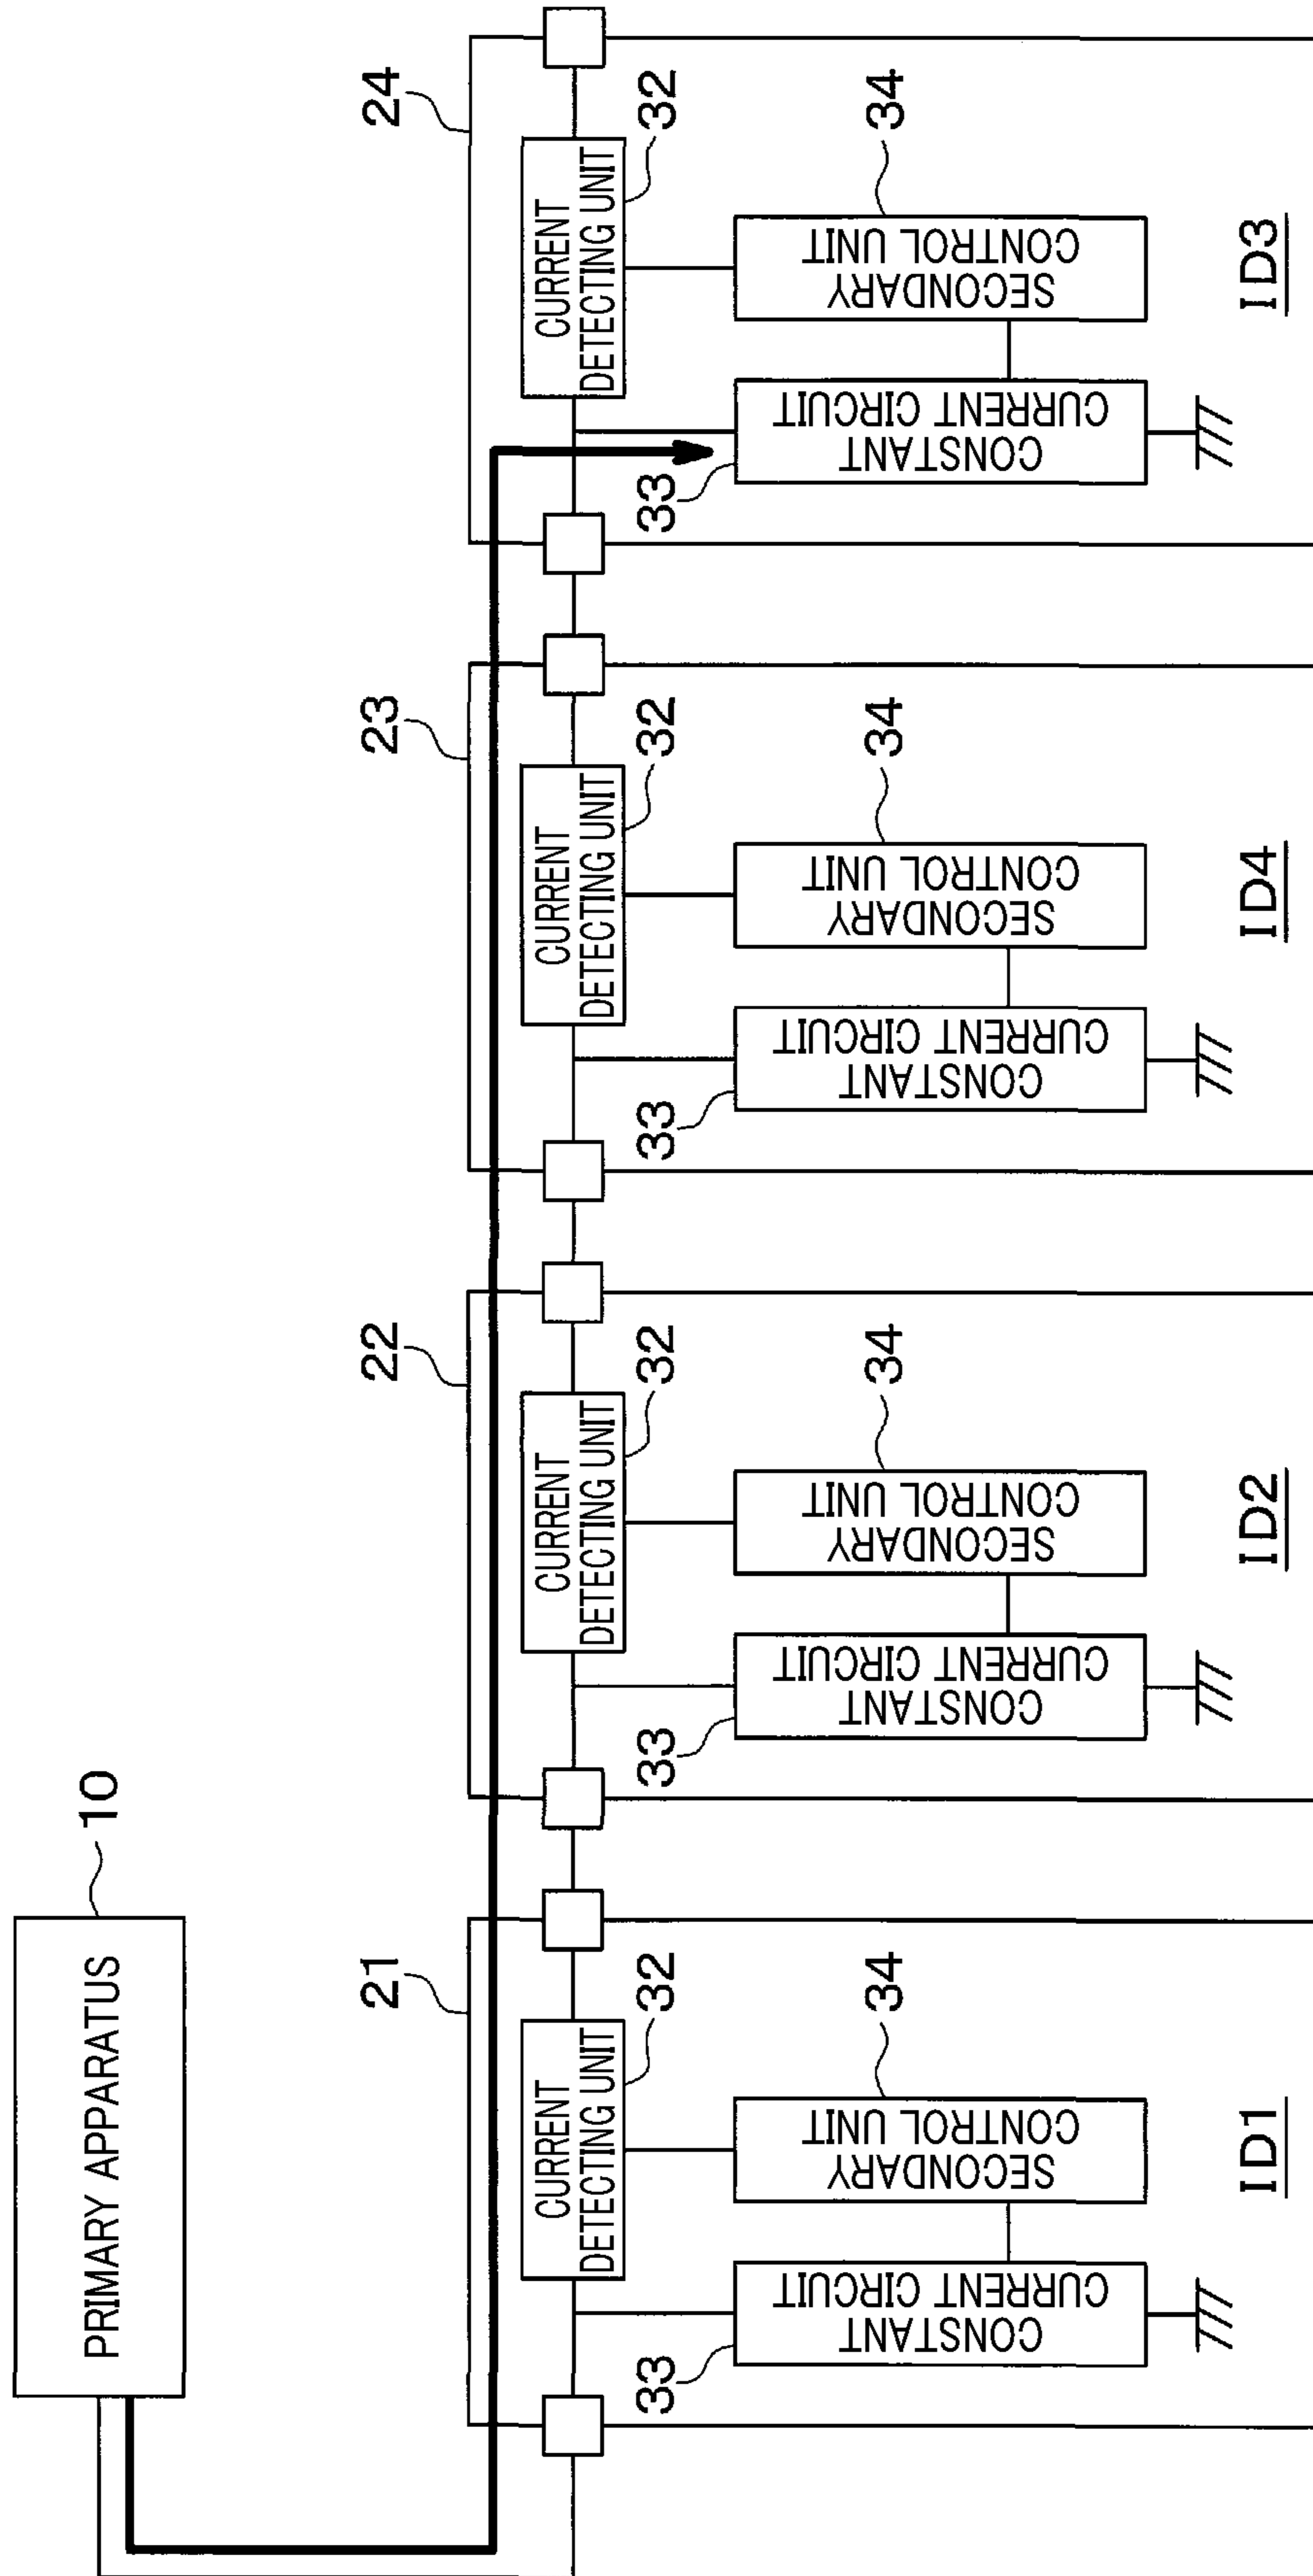 PRIMARY APPARATUS
10
21
CURRENT
DETECTING UNIT
32
33
CONSTANT
CURRENT CIRCUIT
SECONDARY
CONTROL UNIT
34
ID1
22
CURRENT
DETECTING UNIT
32
33
CONSTANT
CURRENT CIRCUIT
SECONDARY
CONTROL UNIT
34
ID2
23
CURRENT
DETECTING UNIT
32
33
CONSTANT
CURRENT CIRCUIT
SECONDARY
CONTROL UNIT
34
ID4
24
CURRENT
DETECTING UNIT
32
33
CONSTANT
CURRENT CIRCUIT
SECONDARY
CONTROL UNIT
34
ID3